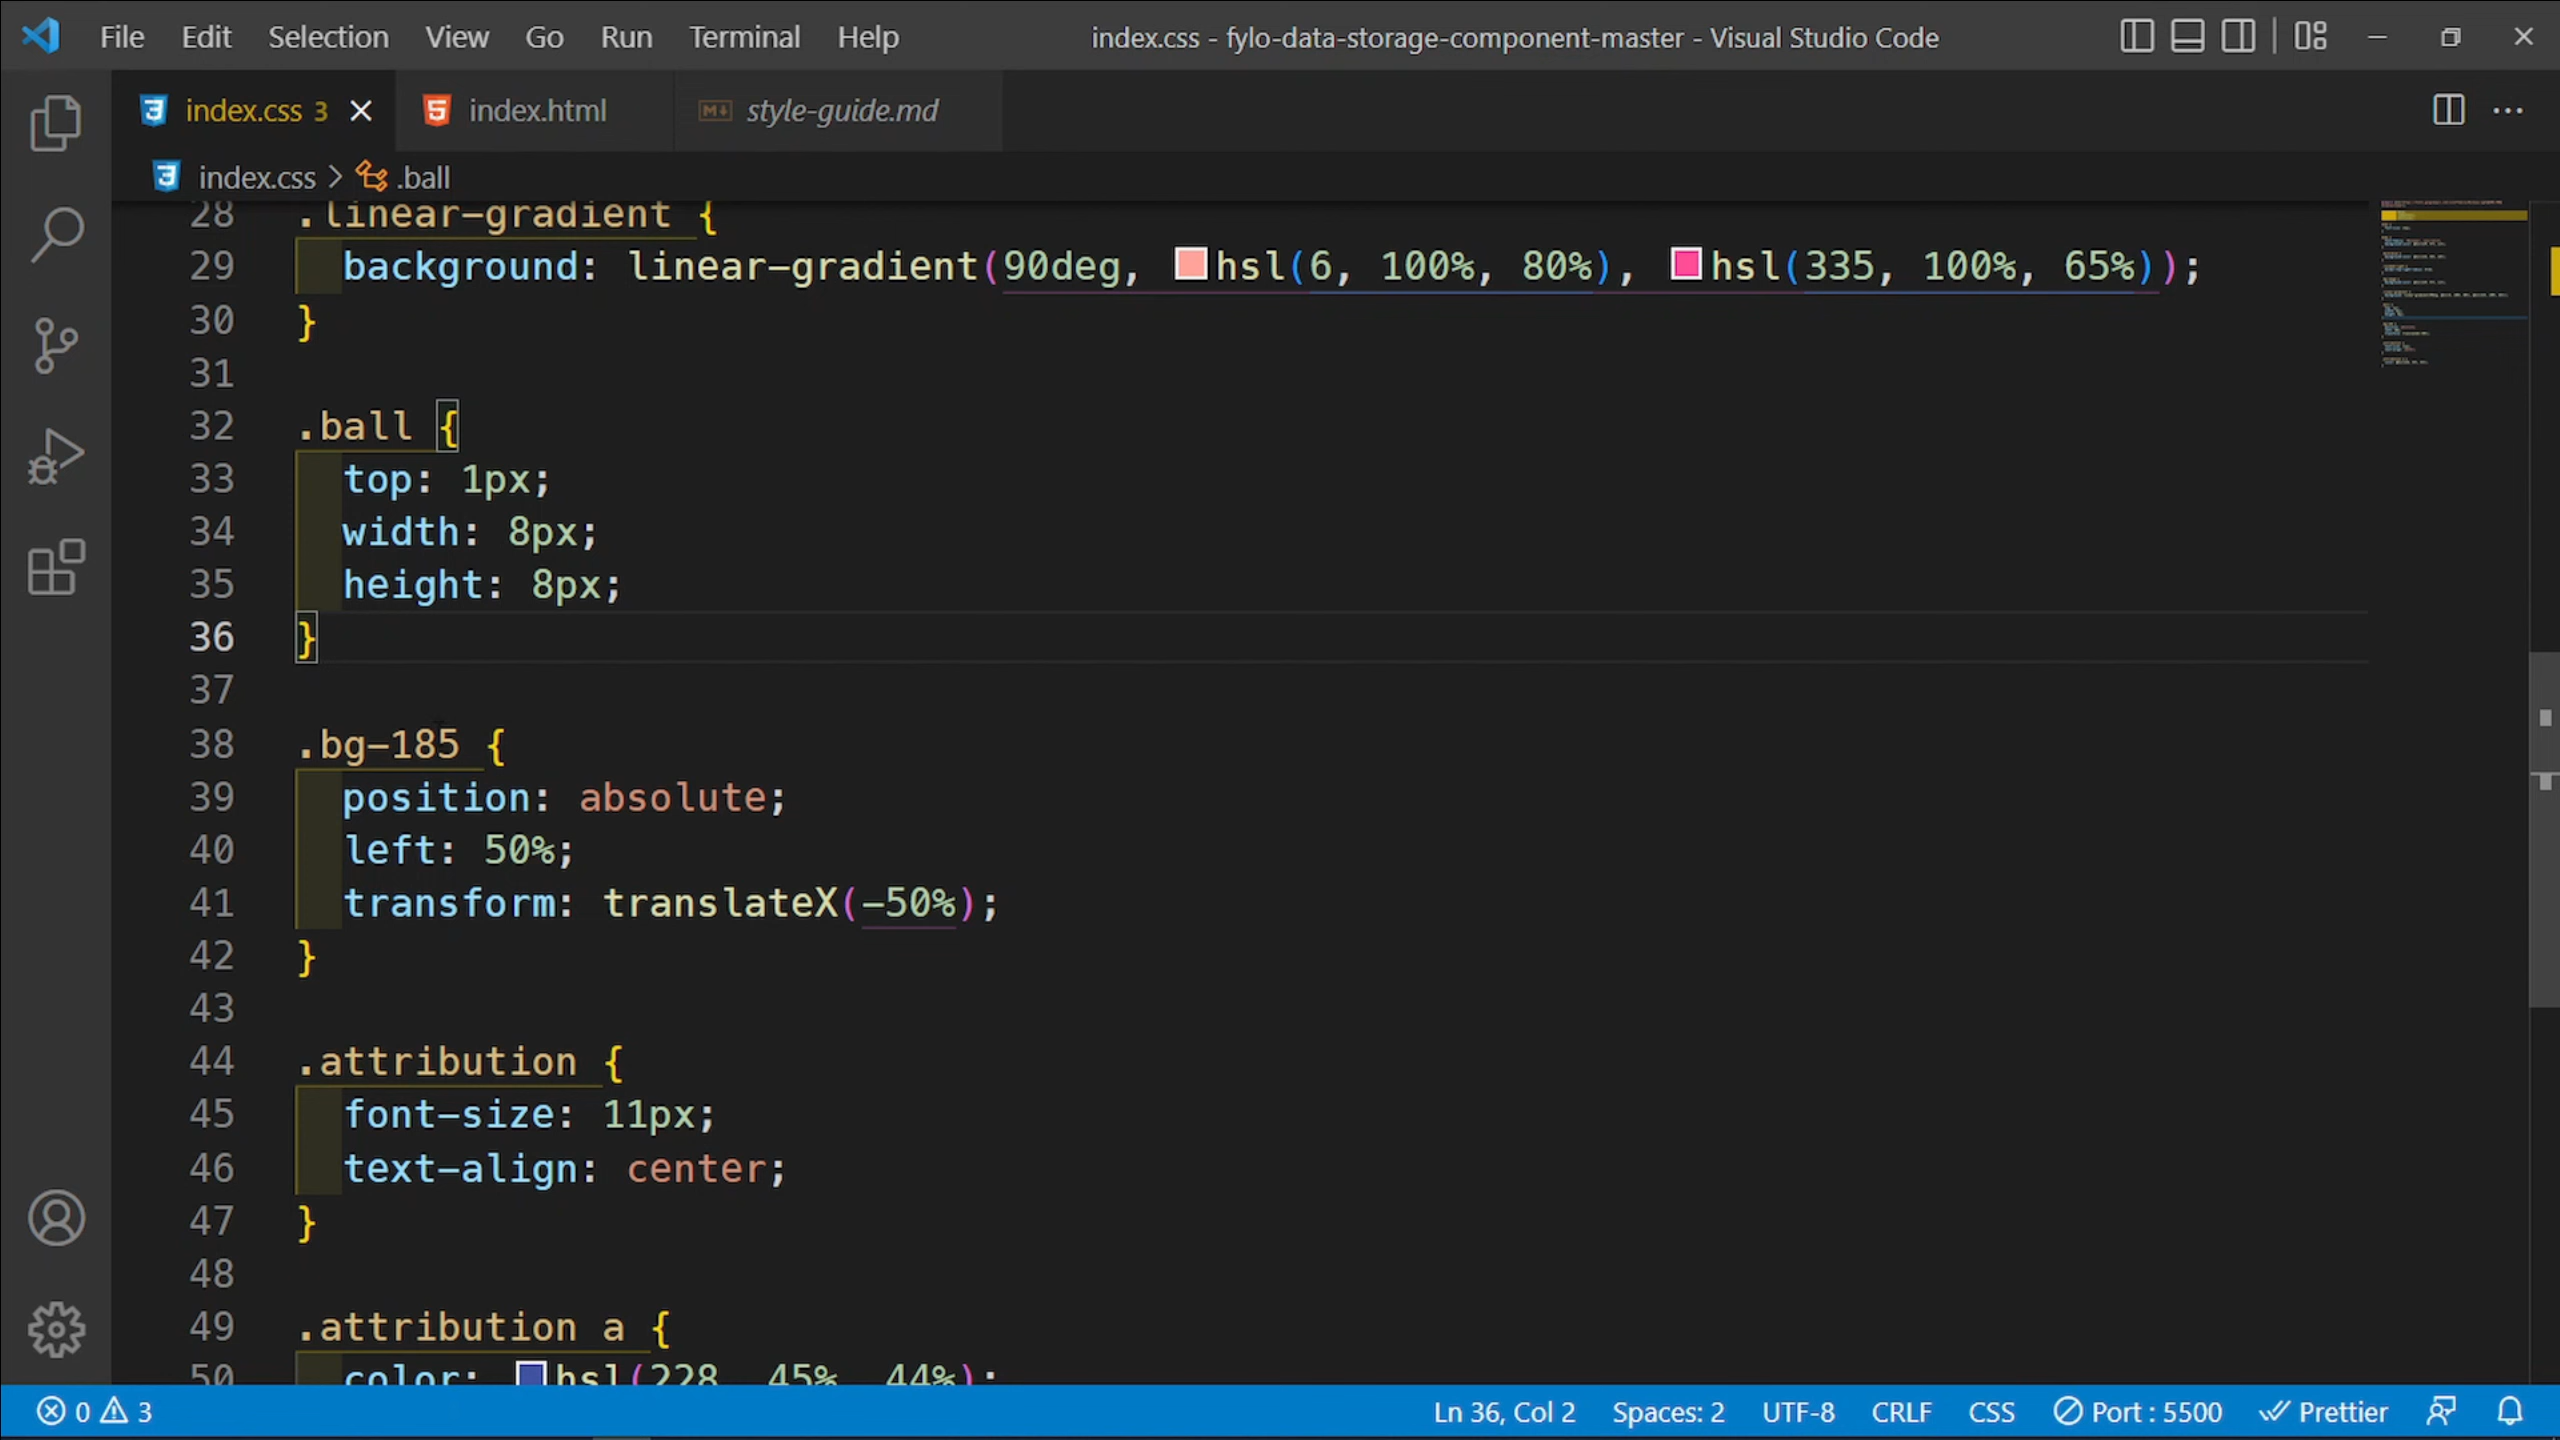 File Edit Selection View Go Run Terminal Help index.css - fylo-data-storage-component-master - Visual Studio Code
index.css 3 index.html style-guide.md
index.css > .ball
28 .linear-gradient {
29 background: linear-gradient(90deg, hsl(6, 100%, 80%), hsl(335, 100%, 65%));
30 }
31
32 .ball {
33 top: 1px;
34 width: 8px;
35 height: 8px;
36 }
37
38 .bg-185 {
39 position: absolute;
40 left: 50%;
41 transform: translateX(-50%);
42 }
43
44 .attribution {
45 font-size: 11px;
46 text-align: center;
47 }
48
49 .attribution a {
50 color: hsl(228, 45%, 44%);
0 3 Ln 36, Col 2 Spaces: 2 UTF-8 CRLF CSS Port : 5500 Prettier